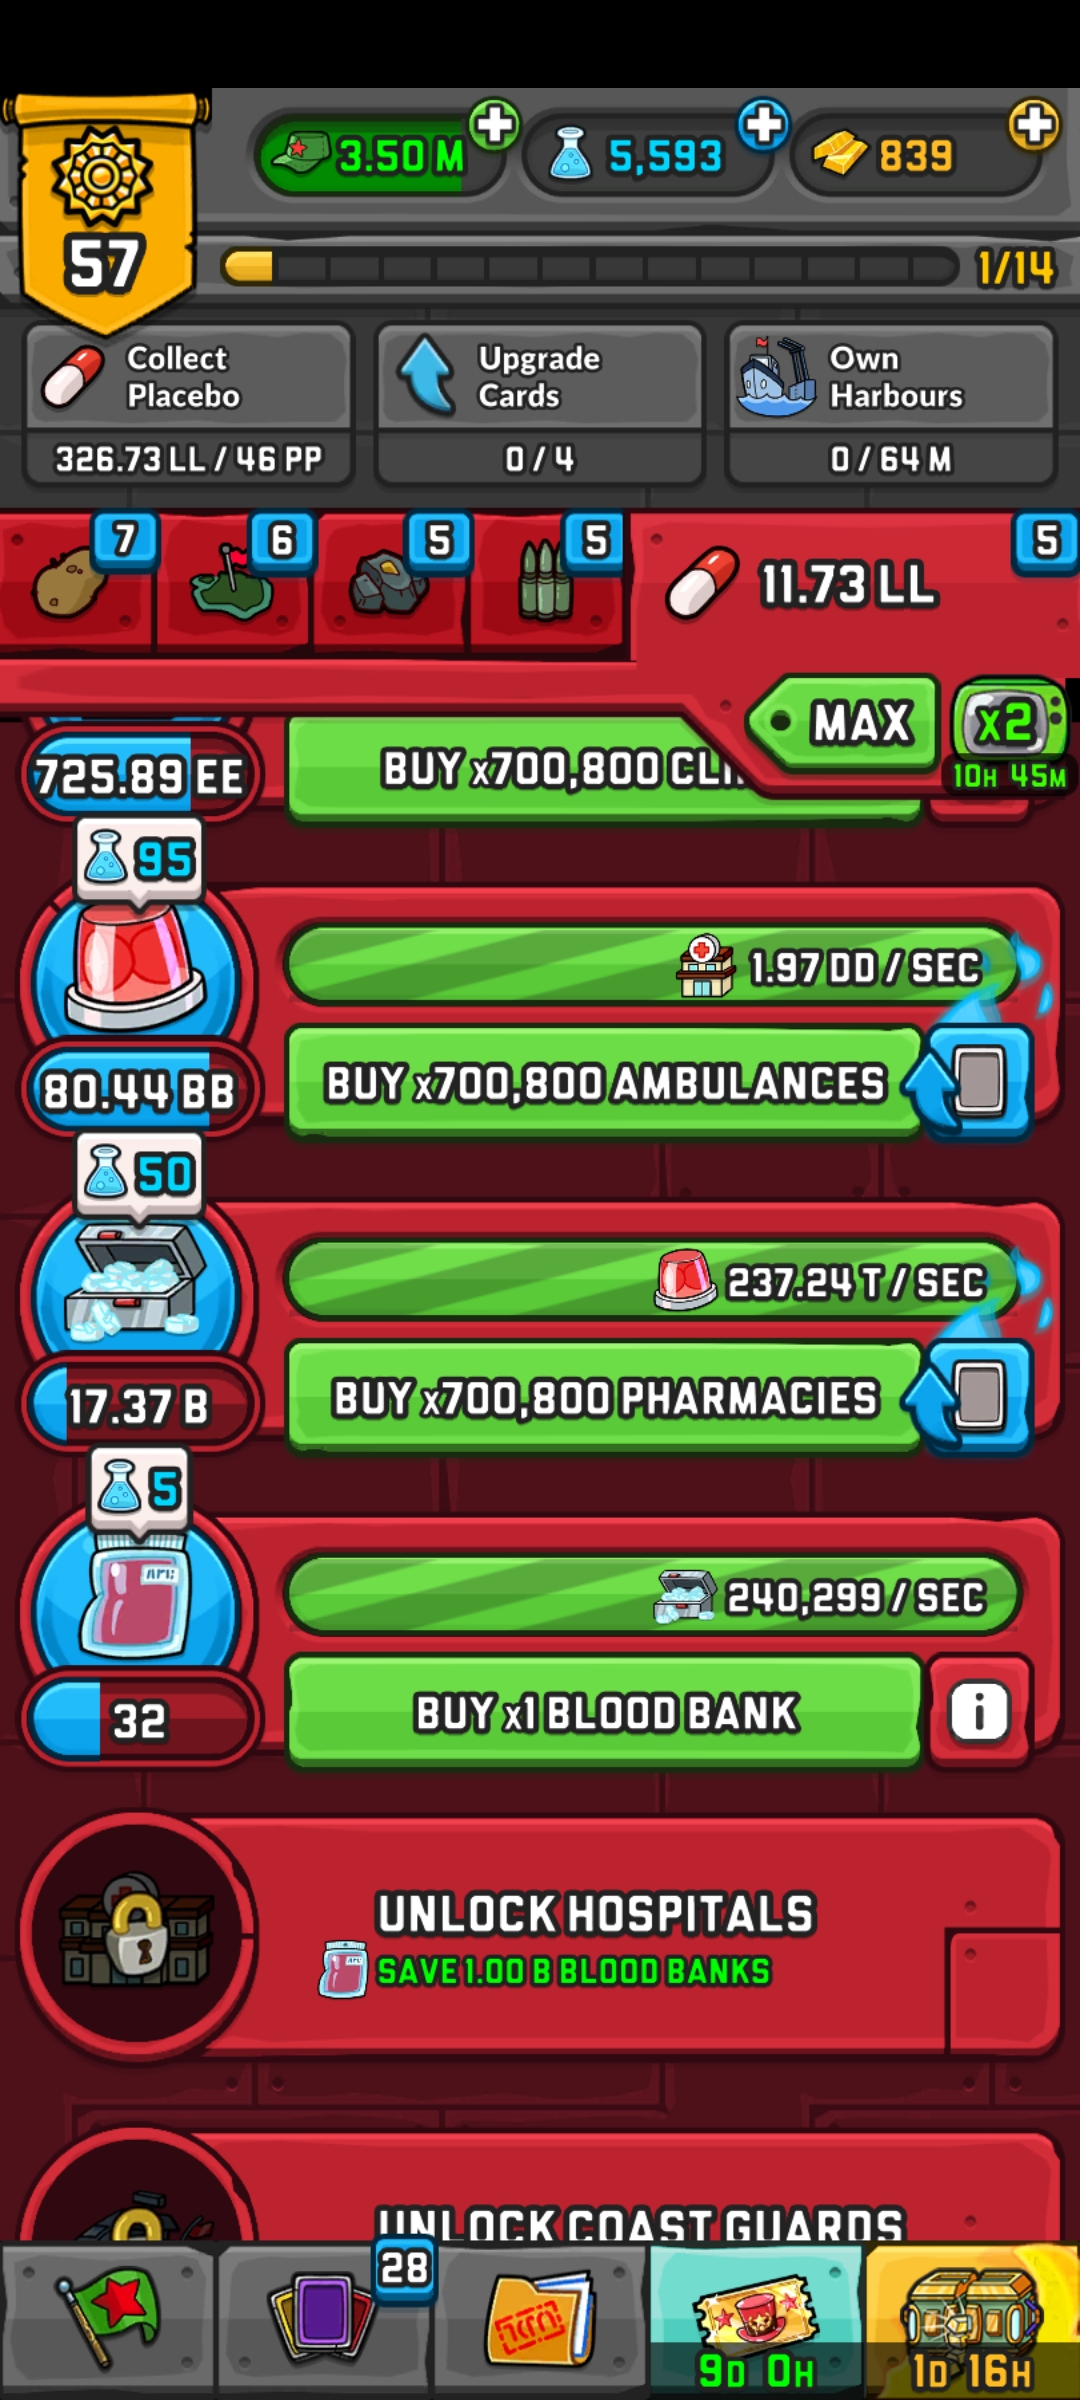 3.50 M
5,593
839
57
1/14
Collect
Placebo
326.73 LL / 46 PP
Upgrade
Cards
0 / 4
Own
Harbours
0 / 64 M
7
6
5
5
5
11.73 LL
MAX
x2
10H 45M
725.89 EE
BUY x700,800
95
1.97 DD / SEC
80.44 BB
BUY x700,800 AMBULANCES
50
237.24 T / SEC
17.37 B
BUY x700,800 PHARMACIES
5
240,299 / SEC
32
BUY x1 BLOOD BANK
i
UNLOCK HOSPITALS
SAVE 1.00 B BLOOD BANKS
UNLOCK COAST GUARDS
28
9D 0H
1D 16H